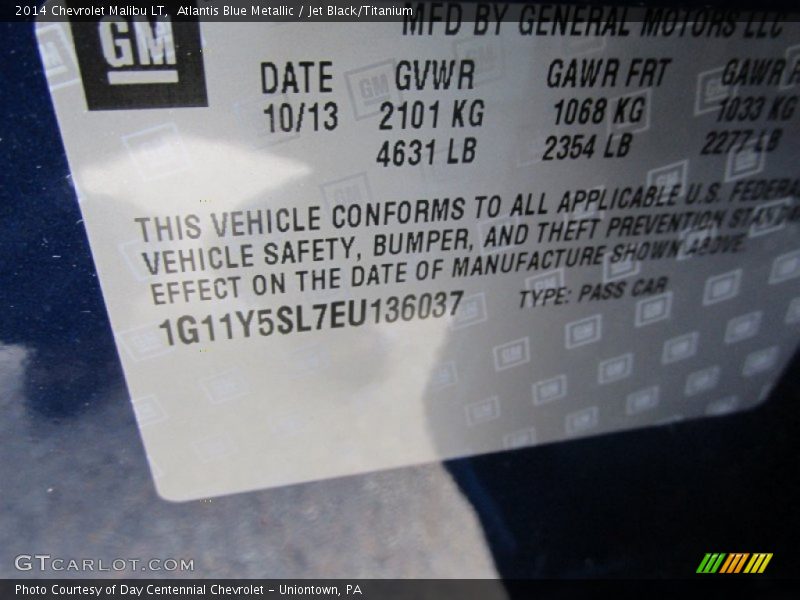 2014 Chevrolet Malibu LT, Atlantis Blue Metallic / Jet Black/Titanium
MFD BY GENERAL MOTORS LLC
GM
DATE GVWR GAWR FRT GAWR
10/13 2101 KG 1068 KG 1033 KG
4631 LB 2354 LB 2277 LB
THIS VEHICLE CONFORMS TO ALL APPLICABLE U.S. FEDERA
VEHICLE SAFETY, BUMPER, AND THEFT PREVENTION STANDA
EFFECT ON THE DATE OF MANUFACTURE SHOWN ABOVE.
1G11Y5SL7EU136037 TYPE: PASS CAR
GTCARLOT.COM
Photo Courtesy of Day Centennial Chevrolet - Uniontown, PA